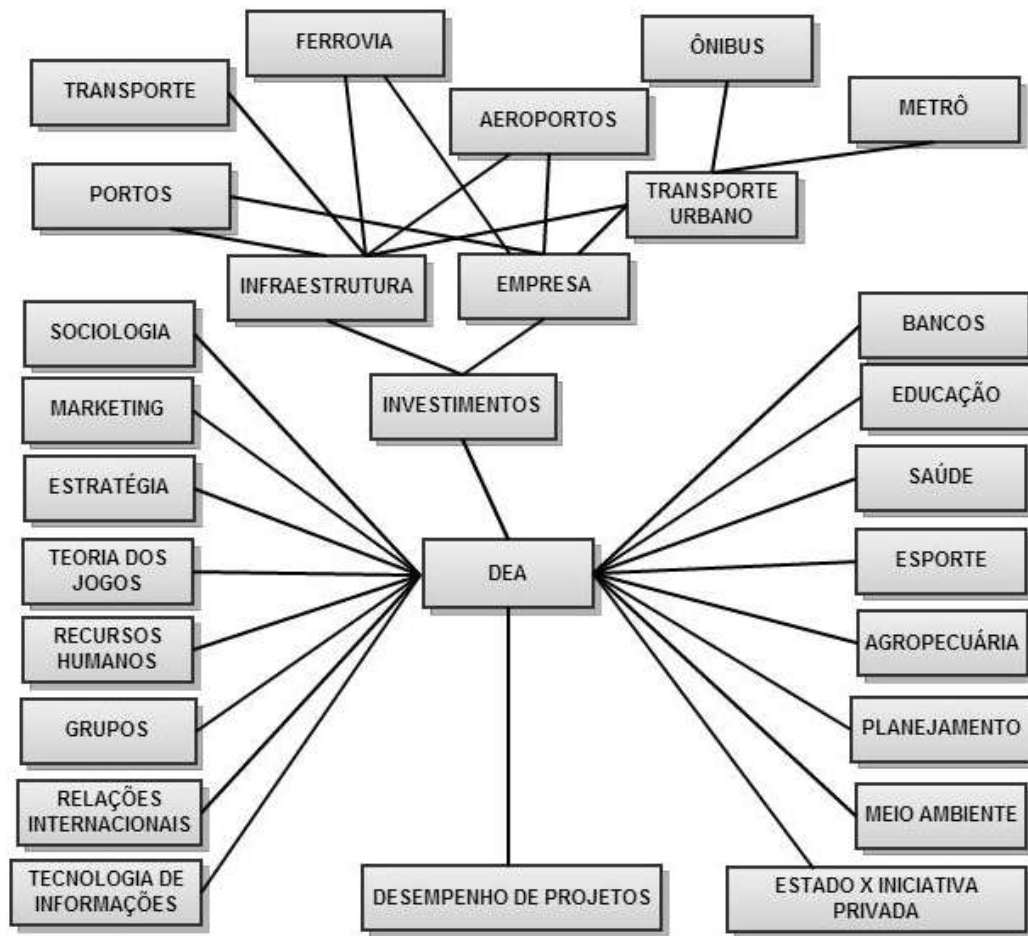 FERROVIA
ÔNIBUS
TRANSPORTE
AEROPORTOS
METRÔ
PORTOS
TRANSPORTE
URBANO
INFRAESTRUTURA
EMPRESA
SOCIOLOGIA
BANCOS
MARKETING
INVESTIMENTOS
EDUCAÇÃO
ESTRATÉGIA
SAÚDE
TEORIA DOS
JOGOS
DEA
ESPORTE
RECURSOS
HUMANOS
AGROPECUÁRIA
GRUPOS
PLANEJAMENTO
RELAÇÕES
INTERNACIONAIS
MEIO AMBIENTE
TECNOLOGIA DE
INFORMAÇÕES
DESEMPENHO DE PROJETOS
ESTADO X INICIATIVA
PRIVADA